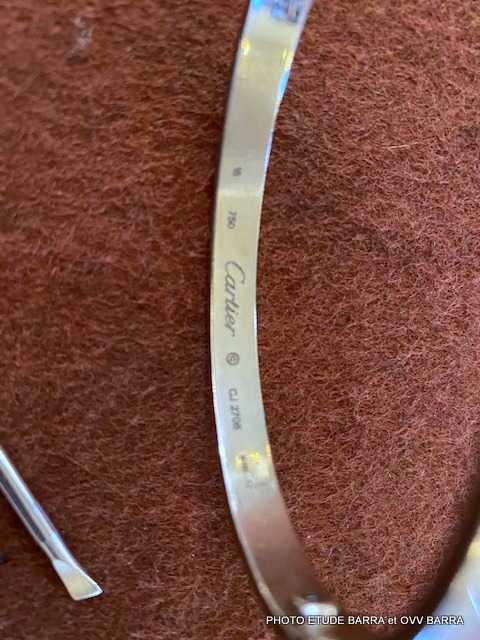 18 750 Cartier © CJ 2706
PHOTO ETUDE BARRA et OVV BARRA